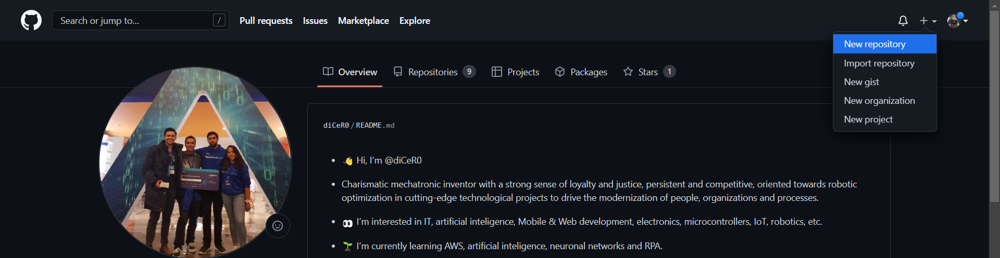 Search or jump to... /
Pull requests
Issues
Marketplace
Explore
New repository
Import repository
New gist
New organization
New project
Overview
Repositories 9
Projects
Packages
Stars 1
diCeR0/README.md
Hi, I'm @diCeR0
Charismatic mechatronic inventor with a strong sense of loyalty and justice, persistent and competitive, oriented towards robotic
optimization in cutting-edge technological projects to drive the modernization of people, organizations and processes.
I'm interested in IT, artificial inteligence, Mobile & Web development, electronics, microcontrollers, IoT, robotics, etc.
I'm currently learning AWS, artificial inteligence, neuronal networks and RPA.